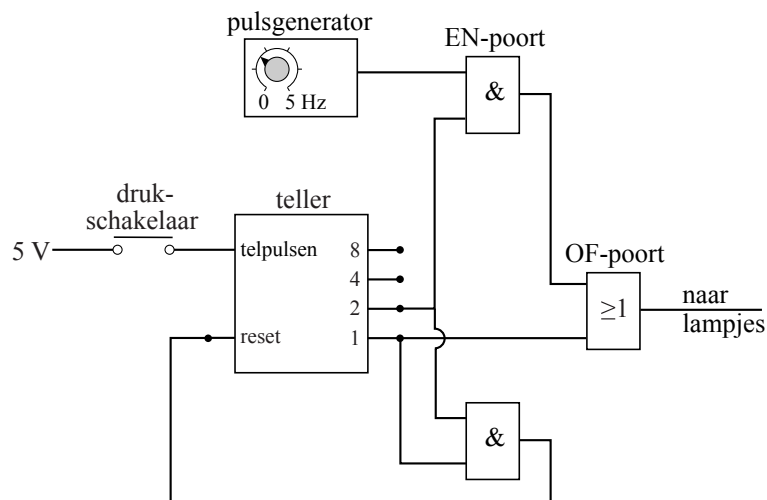 pulsgenerator
EN-poort
0 5 Hz
&
druk-
schakelaar
teller
5 V
telpulsen
8
4
2
1
reset
OF-poort
≥1
naar
lampjes
&